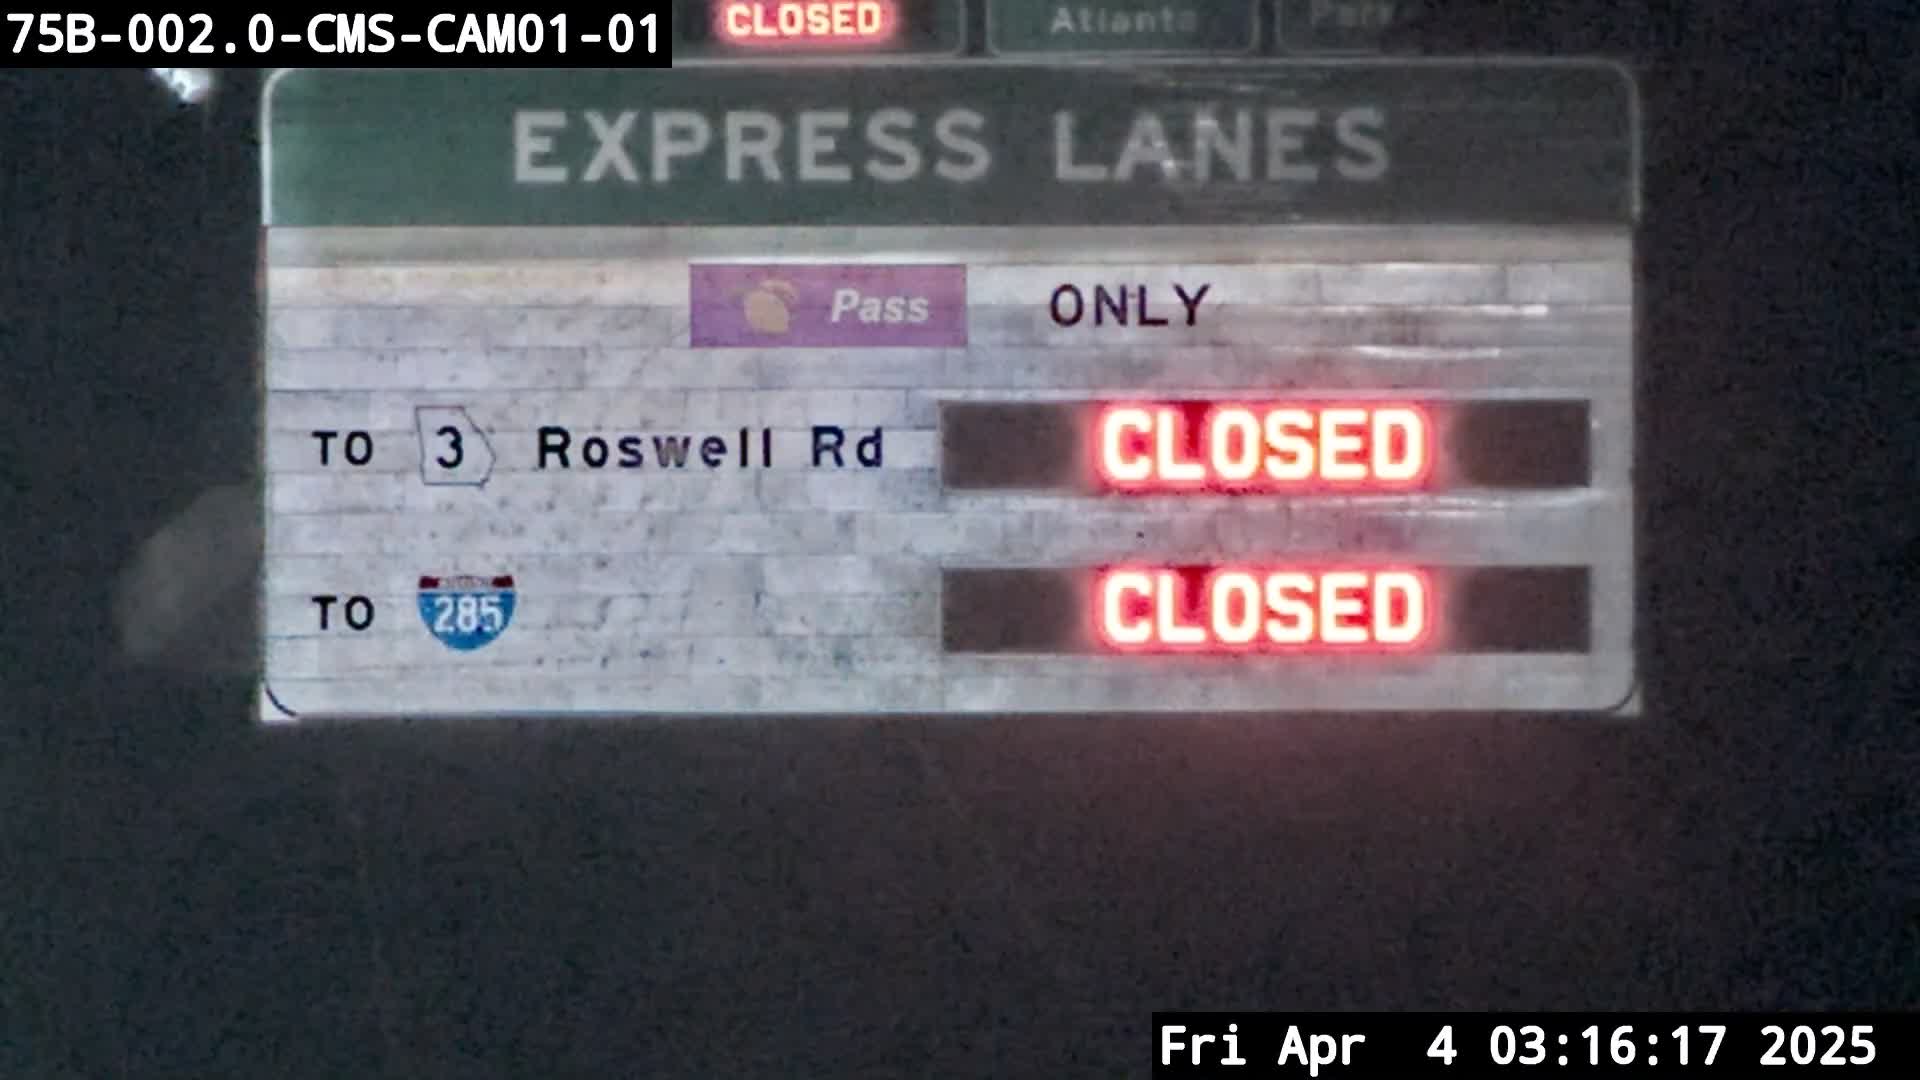 75B-002.0-CMS-CAM01-01
CLOSED
Atlanta
EXPRESS LANES
Pass ONLY
TO 3 Roswell Rd CLOSED
TO 285 CLOSED
Fri Apr 4 03:16:17 2025